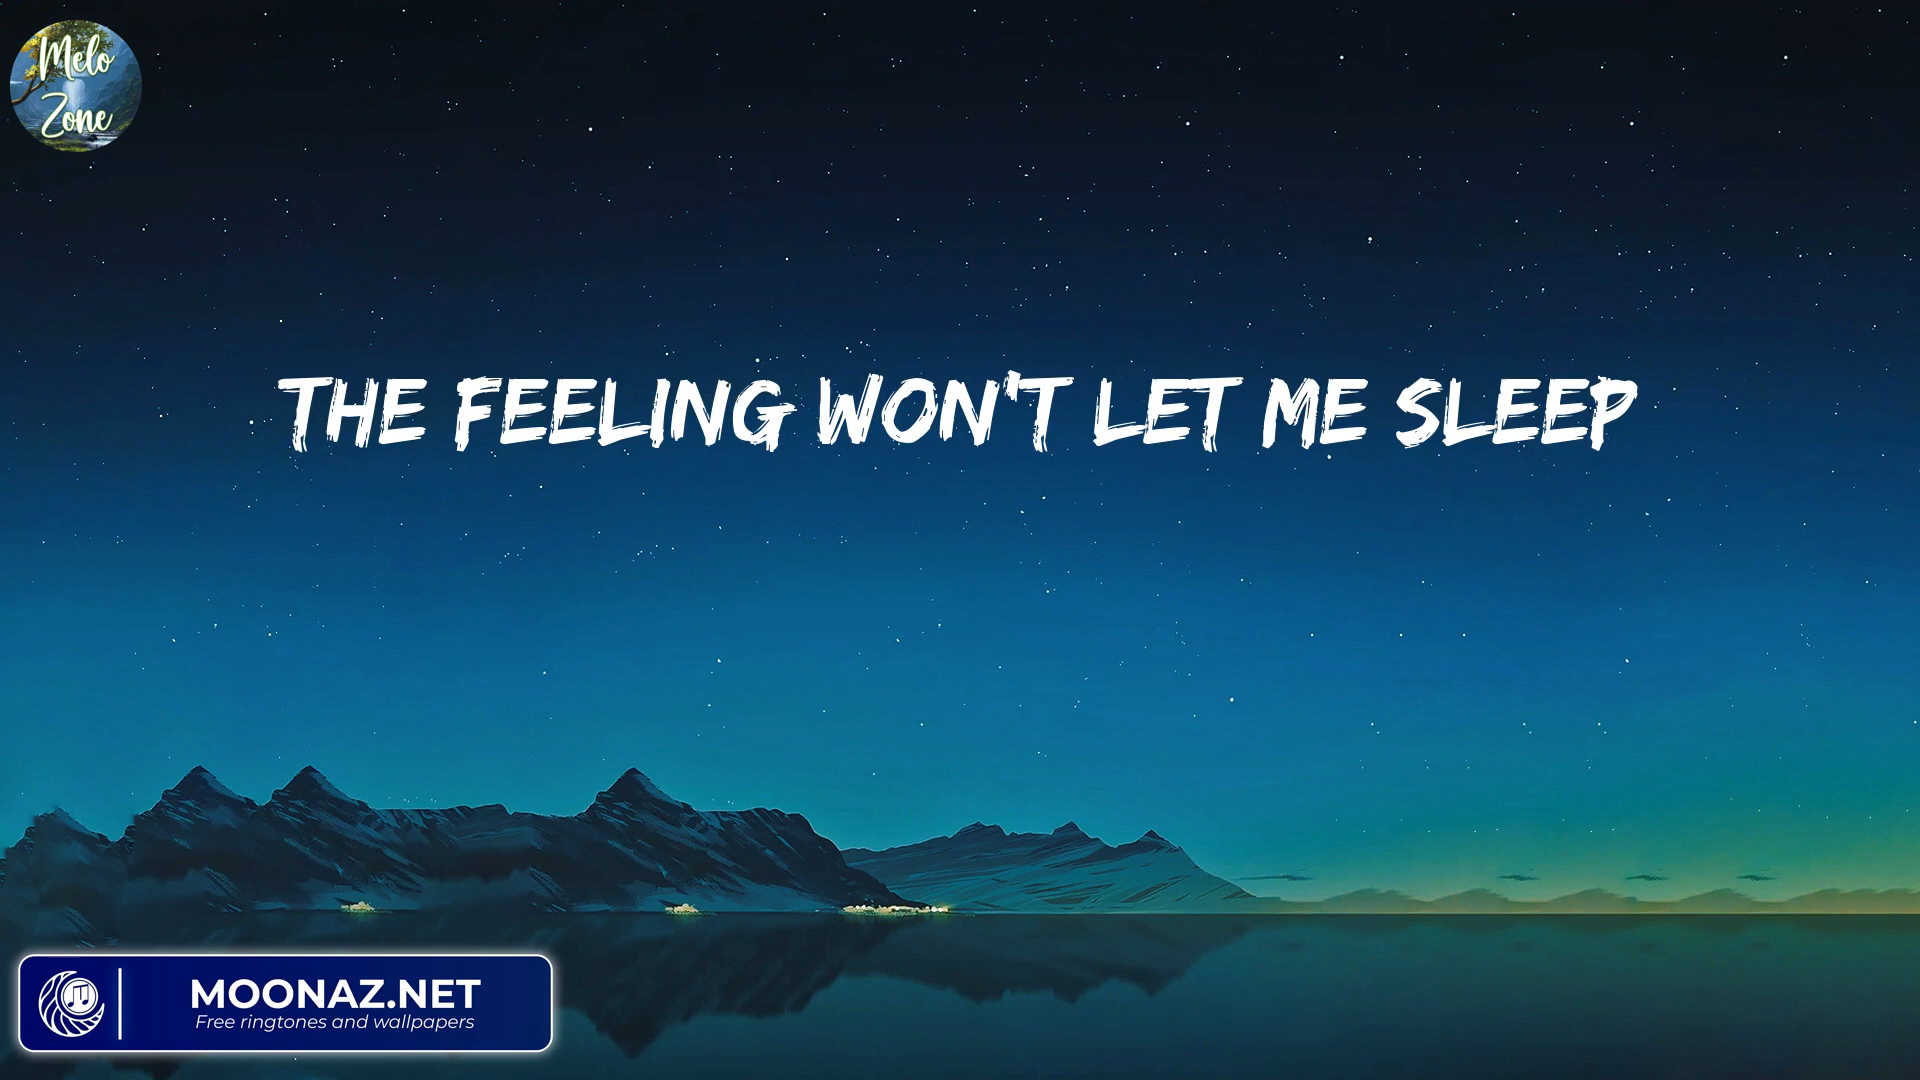 Melo
Zone
THE FEELING WON'T LET ME SLEEP
MOONAZ.NET
Free ringtones and wallpapers